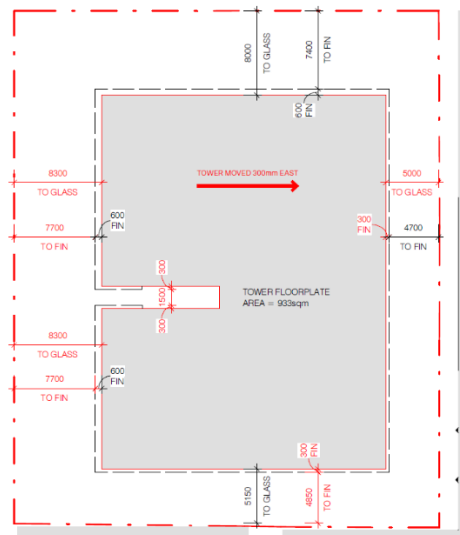 8000
TO GLASS
7400
TO FIN
600
FIN
8300
TO GLASS
TOWER MOVED 300mm EAST
5000
TO GLASS
600
FIN
7700
TO FIN
300
FIN
4700
TO FIN
300
1500
300
TOWER FLOORPLATE
AREA = 933sqm
8300
TO GLASS
600
FIN
7700
TO FIN
300
FIN
5150
TO GLASS
4850
TO FIN